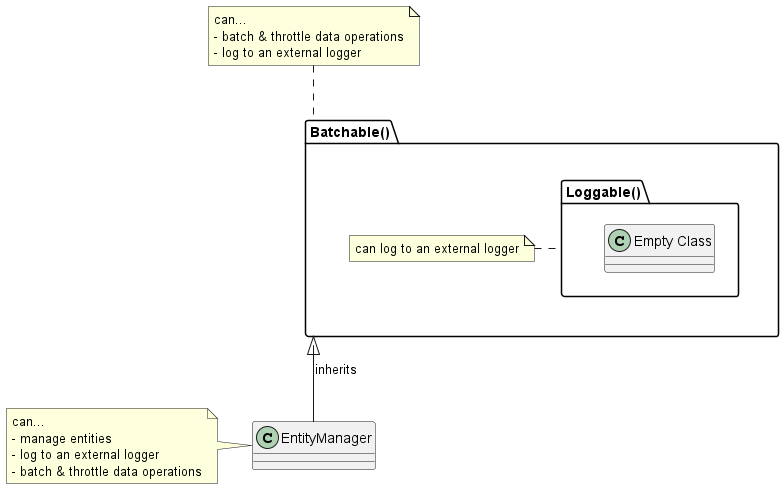 can...
- batch & throttle data operations
- log to an external logger
Batchable()
Loggable()
C Empty Class
can log to an external logger
inherits
can...
- manage entities
- log to an external logger
- batch & throttle data operations
C EntityManager